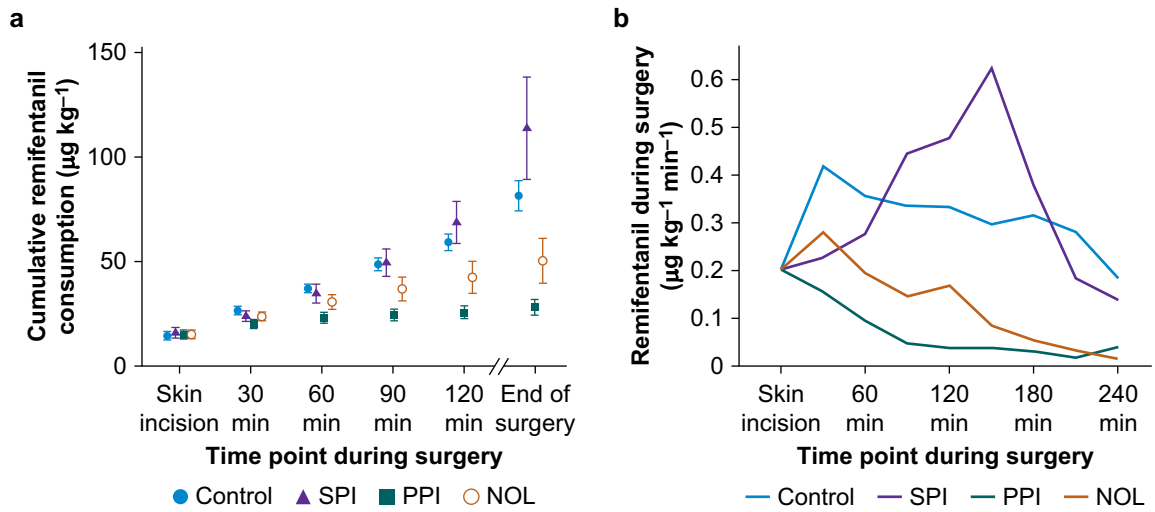 a
Cumulative remifentanil
consumption (µg kg⁻¹)
150
100
50
0
Skin
incision
30
min
60
min
90
min
120
min
End of
surgery
Time point during surgery
Control
SPI
PPI
NOL
b
Remifentanil during surgery
(µg kg⁻¹ min⁻¹)
0.6
0.5
0.4
0.3
0.2
0.1
0
Skin
incision
60
min
120
min
180
min
240
min
Time point during surgery
Control
SPI
PPI
NOL